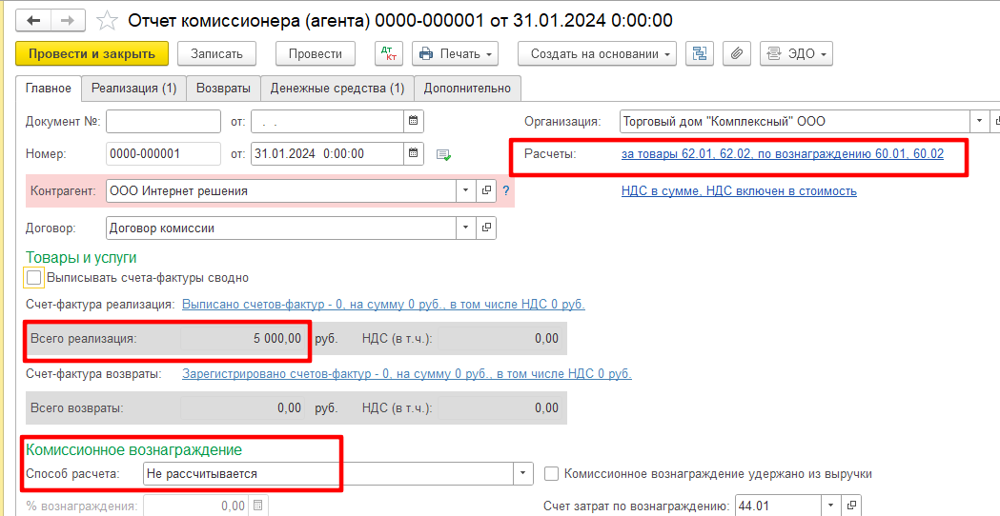 Отчет комиссионера (агента) 0000-000001 от 31.01.2024 0:00:00
Провести и закрыть Записать Провести Дт Кт Печать Создать на основании ЭДО
Главное Реализация (1) Возвраты Денежные средства (1) Дополнительно
Документ №: от: . . Организация: Торговый дом "Комплексный" ООО
Номер: 0000-000001 от: 31.01.2024 0:00:00 Расчеты: за товары 62.01, 62.02, по вознаграждению 60.01, 60.02
Контрагент: ООО Интернет решения ? НДС в сумме, НДС включен в стоимость
Договор: Договор комиссии
Товары и услуги
Выписывать счета-фактуры сводно
Счет-фактура реализация: Выписано счетов-фактур - 0, на сумму 0 руб., в том числе НДС 0 руб.
Всего реализация: 5 000,00 руб. НДС (в т.ч.): 0,00
Счет-фактура возвраты: Зарегистрировано счетов-фактур - 0, на сумму 0 руб., в том числе НДС 0 руб.
Всего возвраты: 0,00 руб. НДС (в т.ч.): 0,00
Комиссионное вознаграждение
Способ расчета: Не рассчитывается Комиссионное вознаграждение удержано из выручки
% вознаграждения: 0,00 Счет затрат по вознаграждению: 44.01